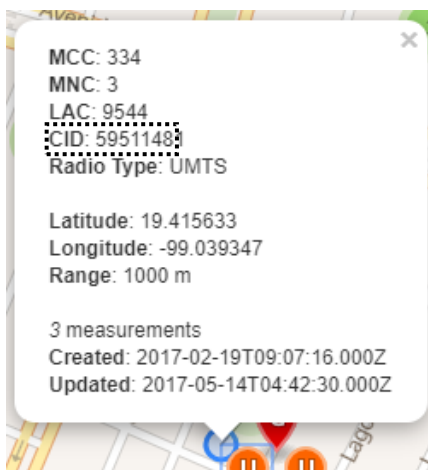 ×
MCC: 334
MNC: 3
LAC: 9544
CID: 59511481
Radio Type: UMTS
Latitude: 19.415633
Longitude: -99.039347
Range: 1000 m
3 measurements
Created: 2017-02-19T09:07:16.000Z
Updated: 2017-05-14T04:42:30.000Z
Lago